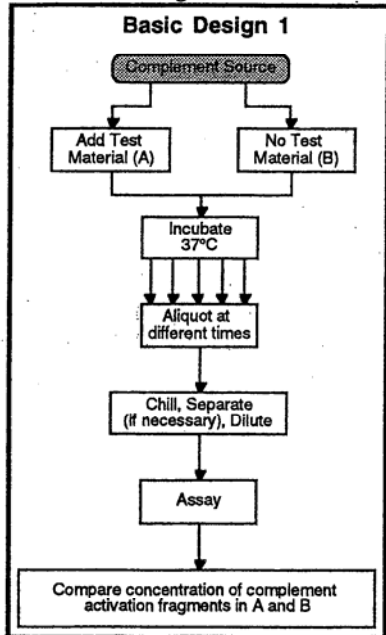 Basic Design 1
Complement Source
Add Test
Material (A)
No Test
Material (B)
Incubate
37ºC
Aliquot at
different times
Chill, Separate
(if necessary), Dilute
Assay
Compare concentration of complement
activation fragments in A and B